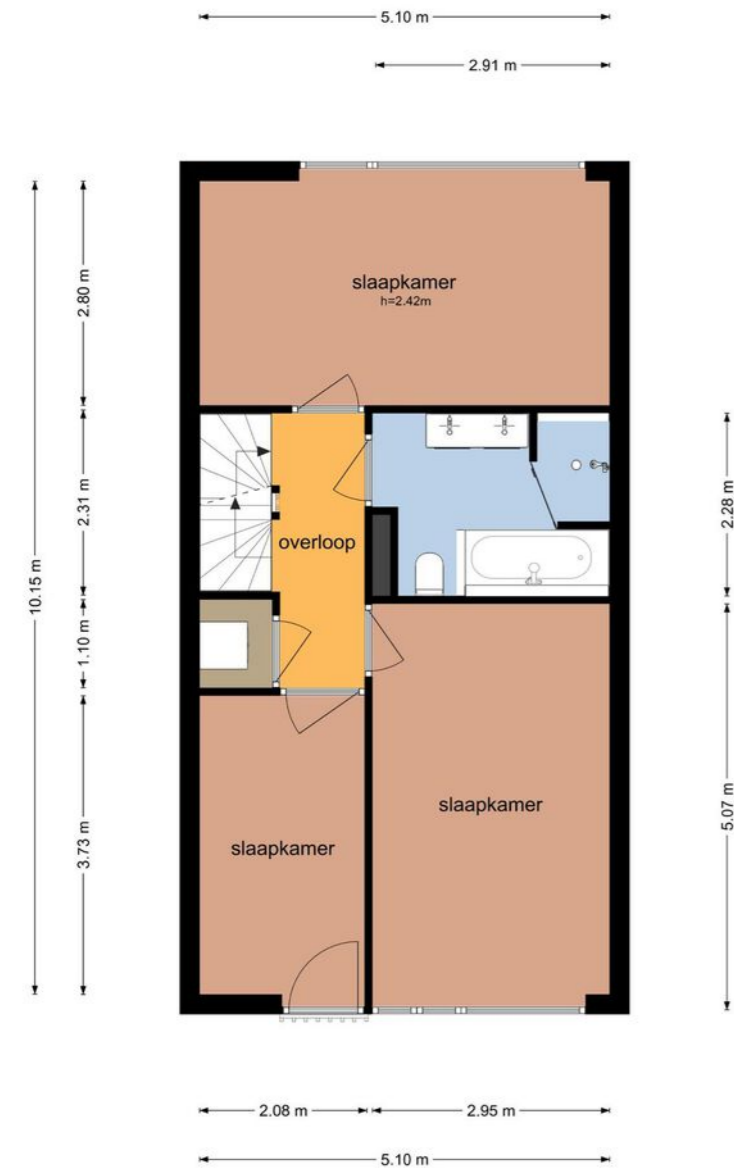 5.10 m
2.91 m
slaapkamer
h=2.42m
2.80 m
2.31 m
10.15 m
1.10 m
3.73 m
overloop
2.28 m
5.07 m
slaapkamer
slaapkamer
2.08 m
2.95 m
5.10 m